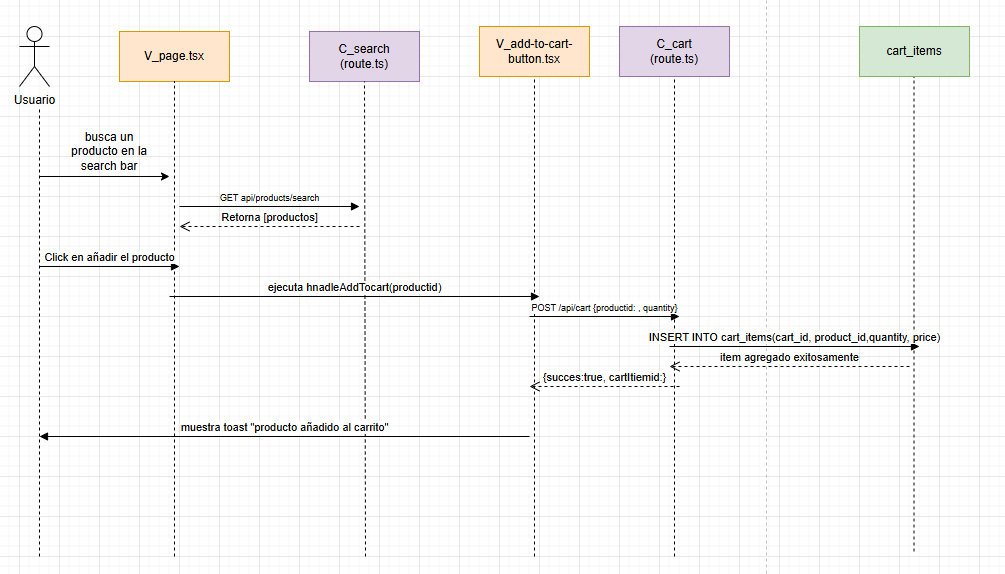 Usuario
V_page.tsx
C_search
(route.ts)
V_add-to-cart-
button.tsx
C_cart
(route.ts)
cart_items
busca un
producto en la
search bar
GET api/products/search
Retorna [productos]
Click en añadir el producto
ejecuta hnadleAddTocart(productid)
POST /api/cart {productid: , quantity}
INSERT INTO cart_items(cart_id, product_id,quantity, price)
item agregado exitosamente
{succes:true, cartItiemid:}
muestra toast "producto añadido al carrito"